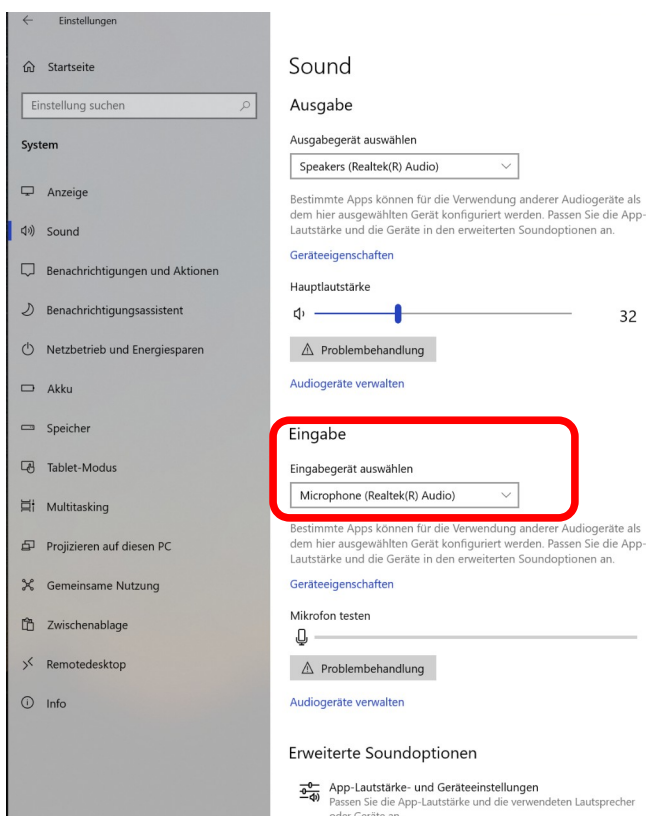 Einstellungen
Startseite
Einstellung suchen
System
Anzeige
Sound
Benachrichtigungen und Aktionen
Benachrichtigungsassistent
Netzbetrieb und Energiesparen
Akku
Speicher
Tablet-Modus
Multitasking
Projizieren auf diesen PC
Gemeinsame Nutzung
Zwischenablage
Remotedesktop
Info
Sound
Ausgabe
Ausgabegerät auswählen
Speakers (Realtek(R) Audio)
Bestimmte Apps können für die Verwendung anderer Audiogeräte als
dem hier ausgewählten Gerät konfiguriert werden. Passen Sie die App-
Lautstärke und die Geräte in den erweiterten Soundoptionen an.
Geräteeigenschaften
Hauptlautstärke
32
Problembehandlung
Audiogeräte verwalten
Eingabe
Eingabegerät auswählen
Microphone (Realtek(R) Audio)
Bestimmte Apps können für die Verwendung anderer Audiogeräte als
dem hier ausgewählten Gerät konfiguriert werden. Passen Sie die App-
Lautstärke und die Geräte in den erweiterten Soundoptionen an.
Geräteeigenschaften
Mikrofon testen
Problembehandlung
Audiogeräte verwalten
Erweiterte Soundoptionen
App-Lautstärke- und Geräteeinstellungen
Passen Sie die App-Lautstärke und die verwendeten Lautsprecher
oder Geräte an